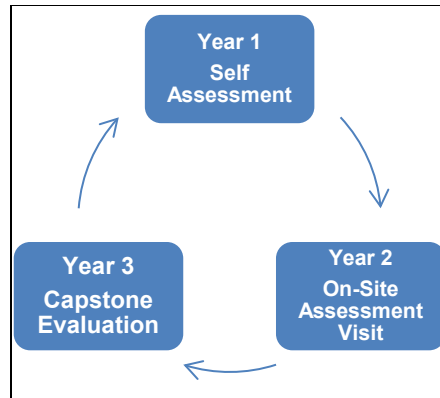 Year 1
Self
Assessment
Year 2
On-Site
Assessment
Visit
Year 3
Capstone
Evaluation